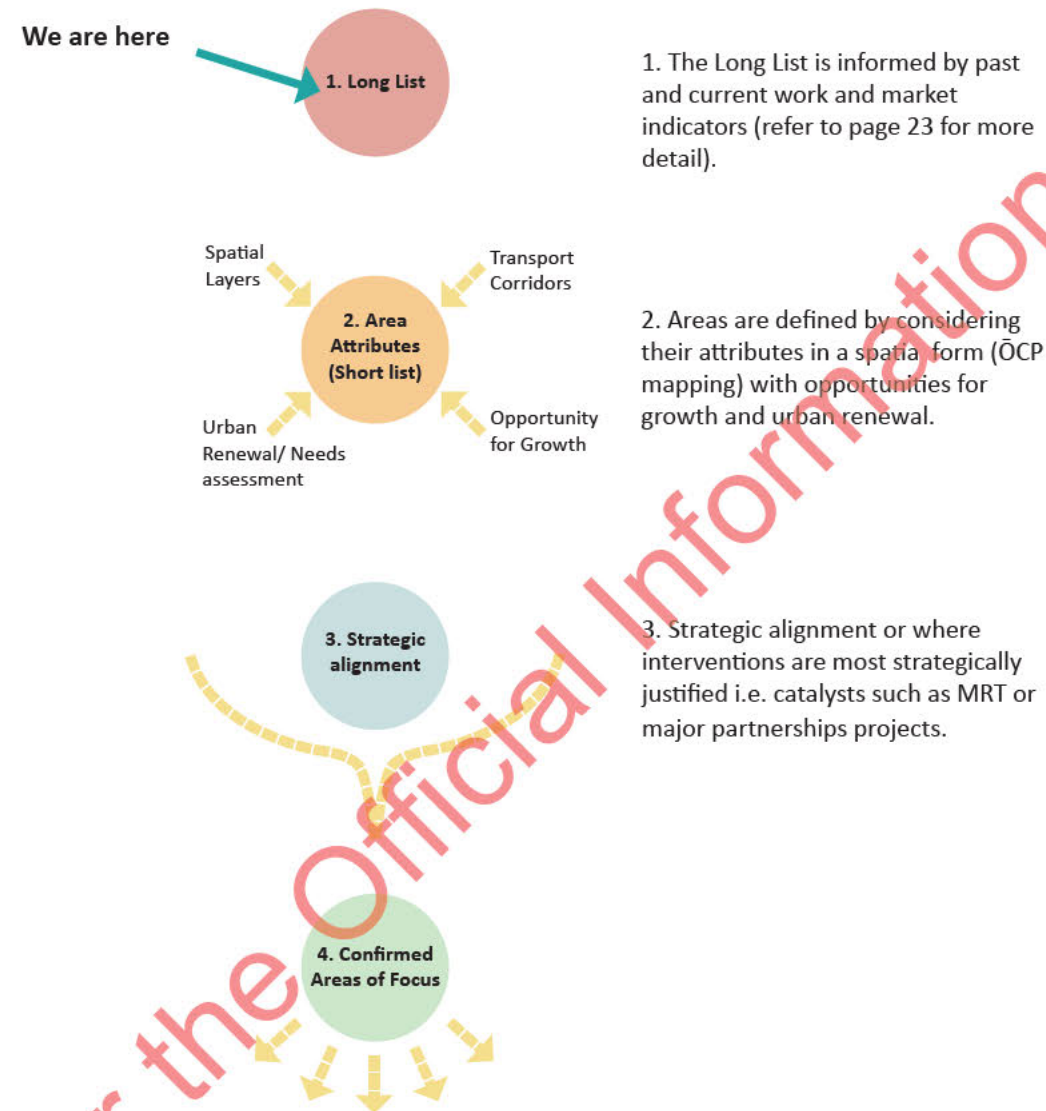 We are here
1. Long List
1. The Long List is informed by past
and current work and market
indicators (refer to page 23 for more
detail).
Spatial
Layers
Transport
Corridors
2. Area
Attributes
(Short list)
Urban
Renewal/ Needs
assessment
Opportunity
for Growth
2. Areas are defined by considering
their attributes in a spatial form (ŌCP
mapping) with opportunities for
growth and urban renewal.
3. Strategic
alignment
3. Strategic alignment or where
interventions are most strategically
justified i.e. catalysts such as MRT or
major partnerships projects.
4. Confirmed
Areas of Focus
the Official Information